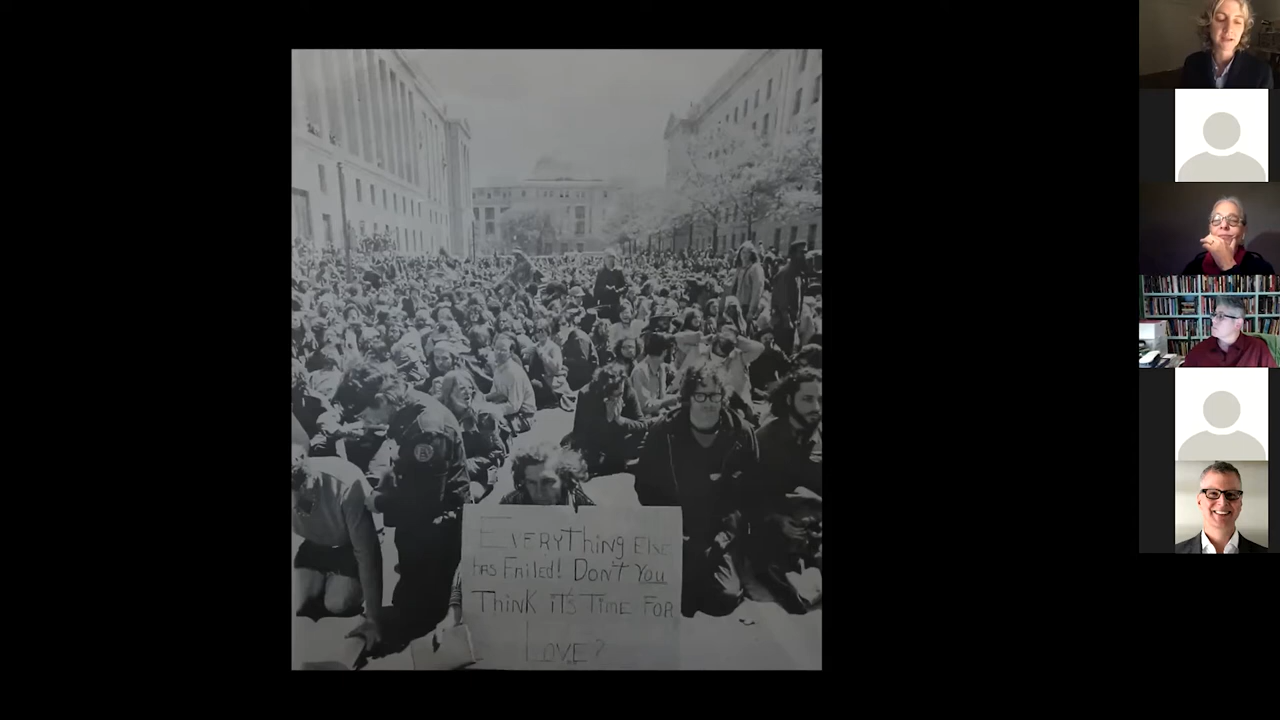 EVERYTHING ELSE
HAS FAILED! DON'T YOU
THINK IT'S TIME FOR
LOVE?